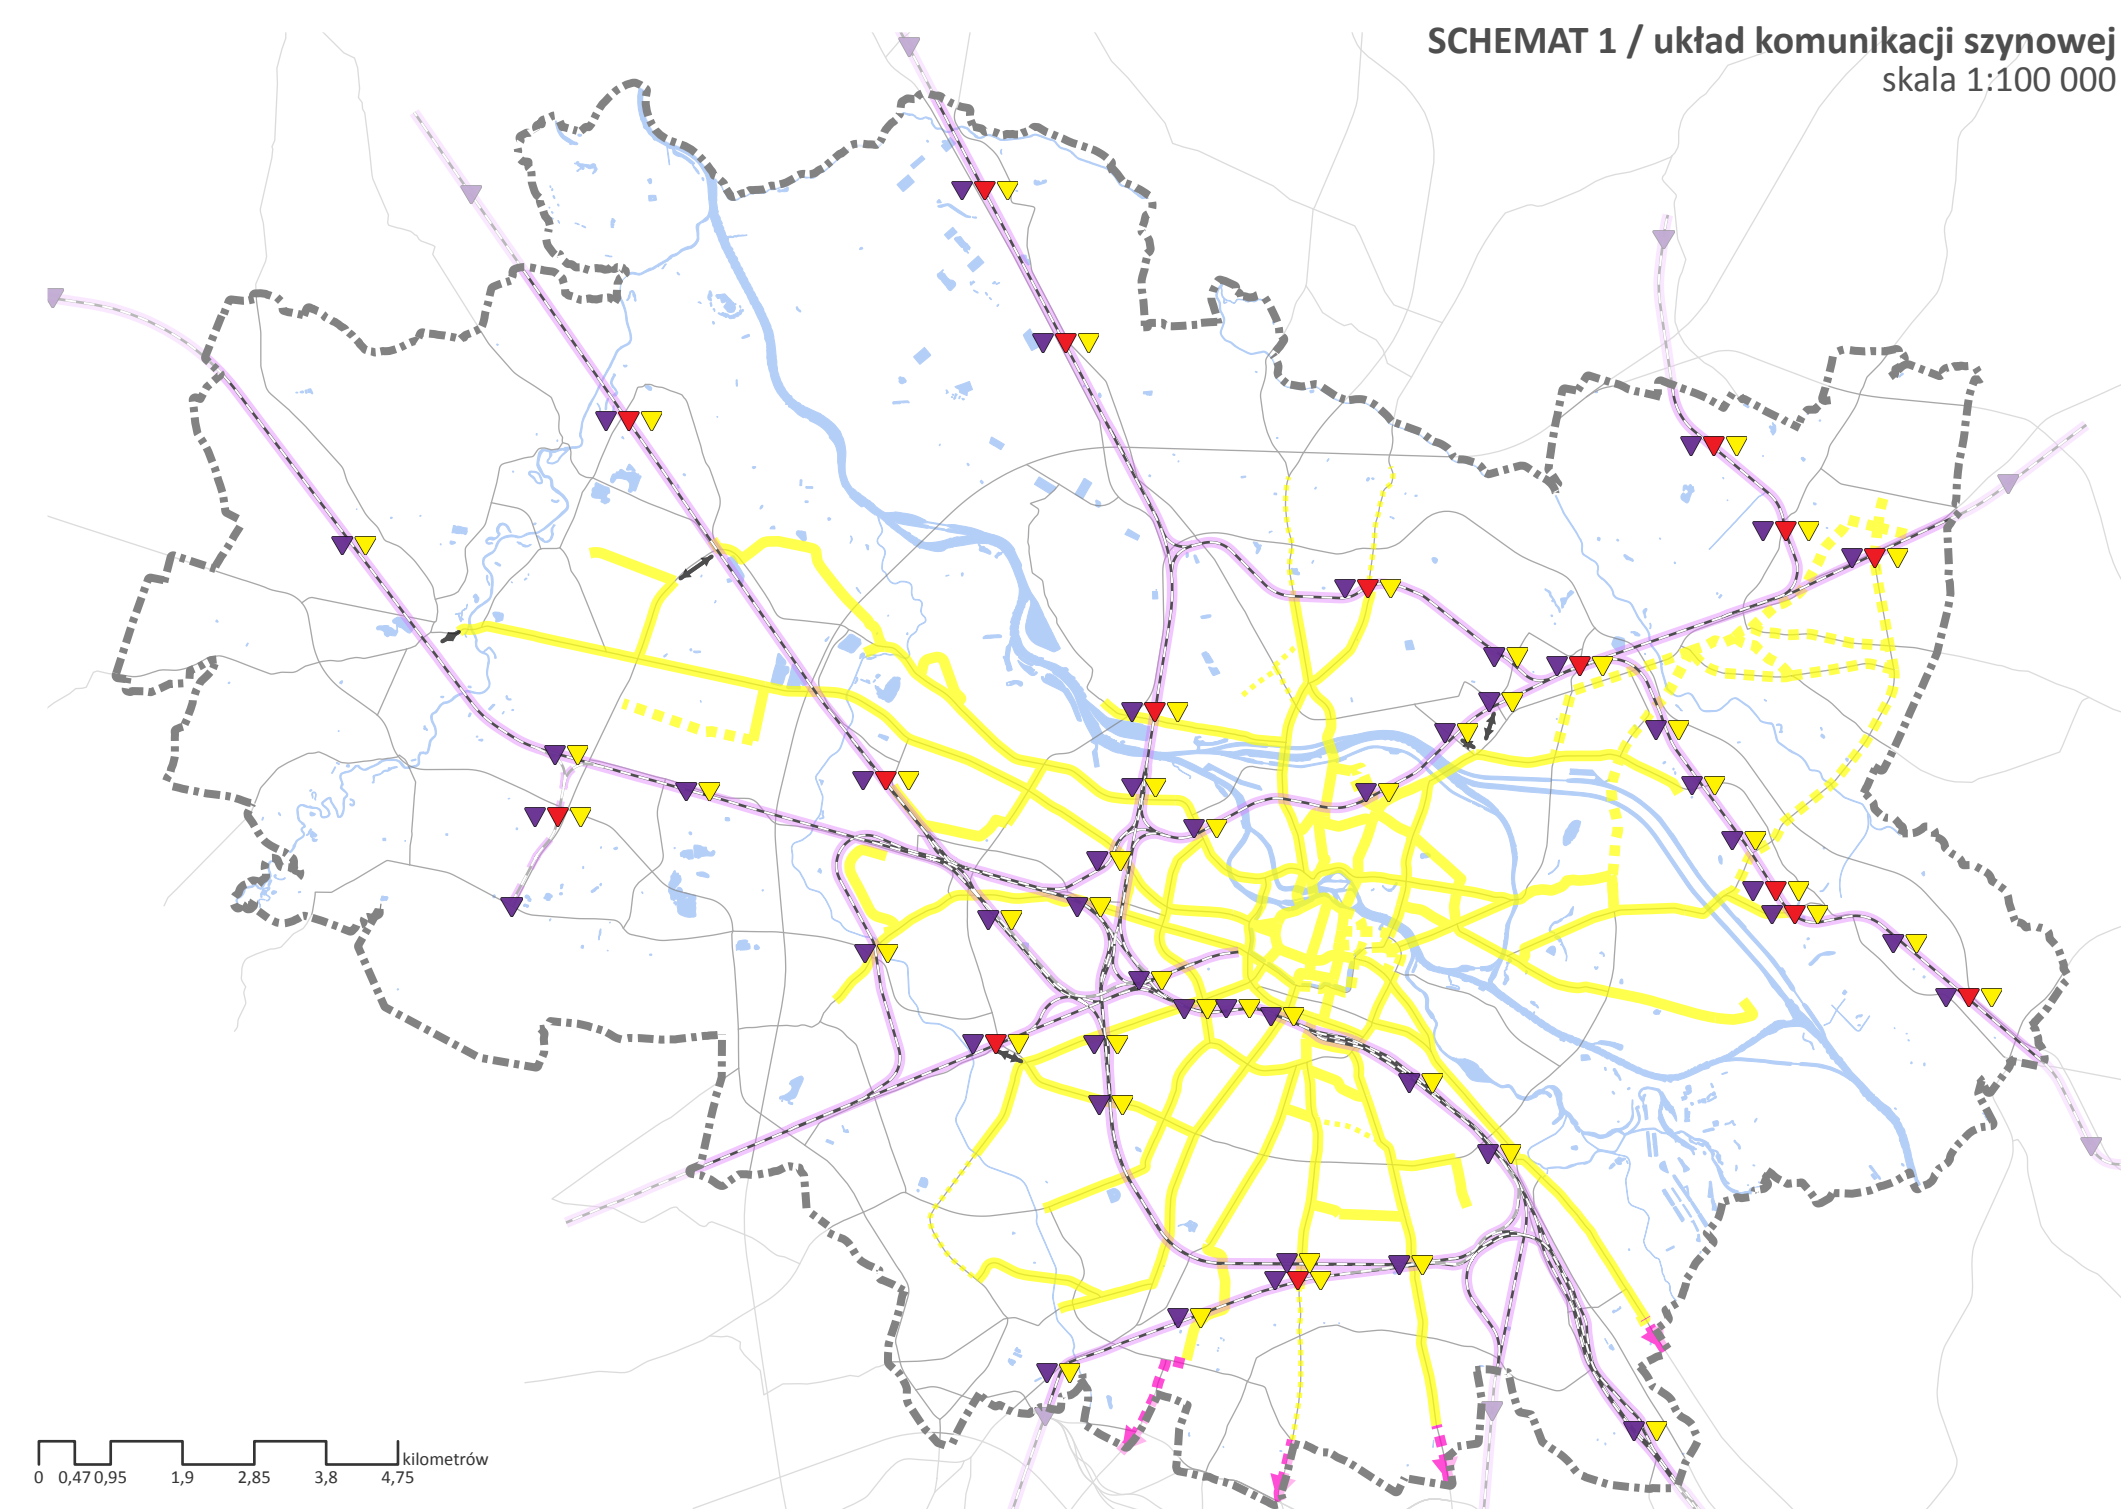 SCHEMAT 1 / układ komunikacji szynowej
skala 1:100 000
kilometrów
0 0,47 0,95 1,9 2,85 3,8 4,75